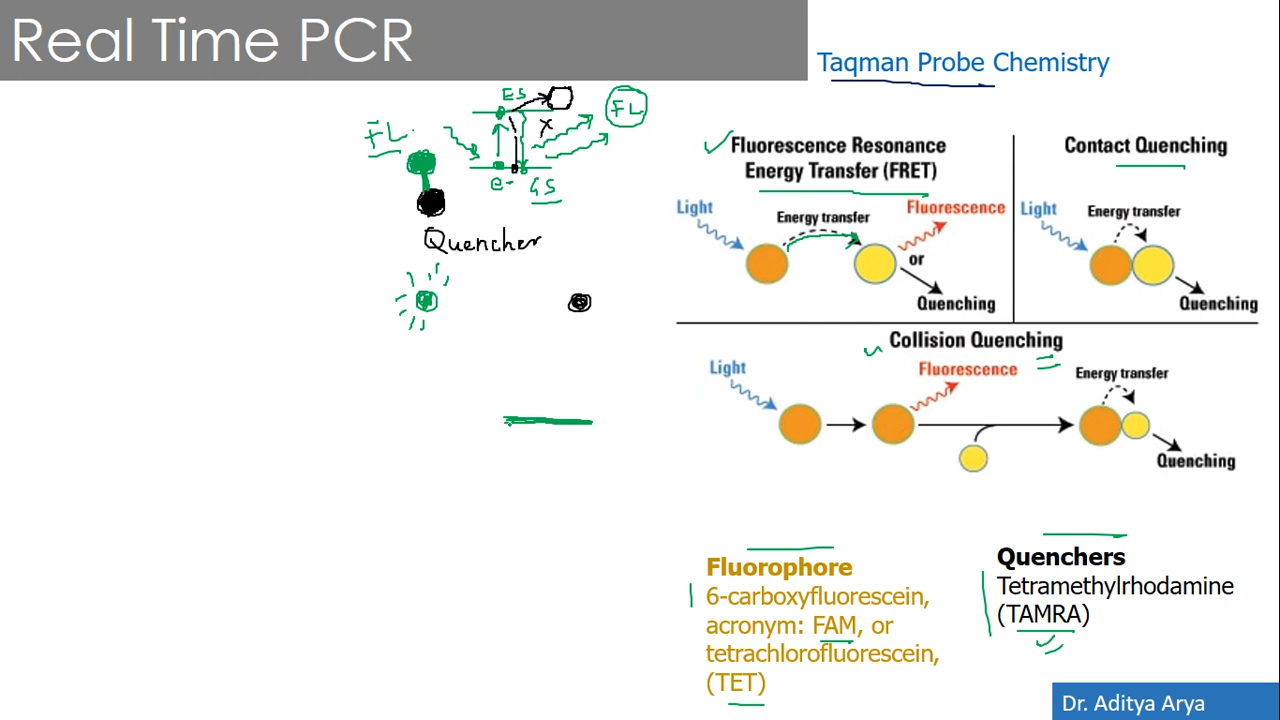 Real Time PCR
Taqman Probe Chemistry
ES
FL
FL
e-
GS
Quencher
Fluorescence Resonance
Energy Transfer (FRET)
Light
Energy transfer
Fluorescence
or
Quenching
Contact Quenching
Light
Energy transfer
Quenching
Collision Quenching
Light
Fluorescence
Energy transfer
Quenching
Fluorophore
6-carboxyfluorescein,
acronym: FAM, or
tetrachlorofluorescein,
(TET)
Quenchers
Tetramethylrhodamine
(TAMRA)
Dr. Aditya Arya